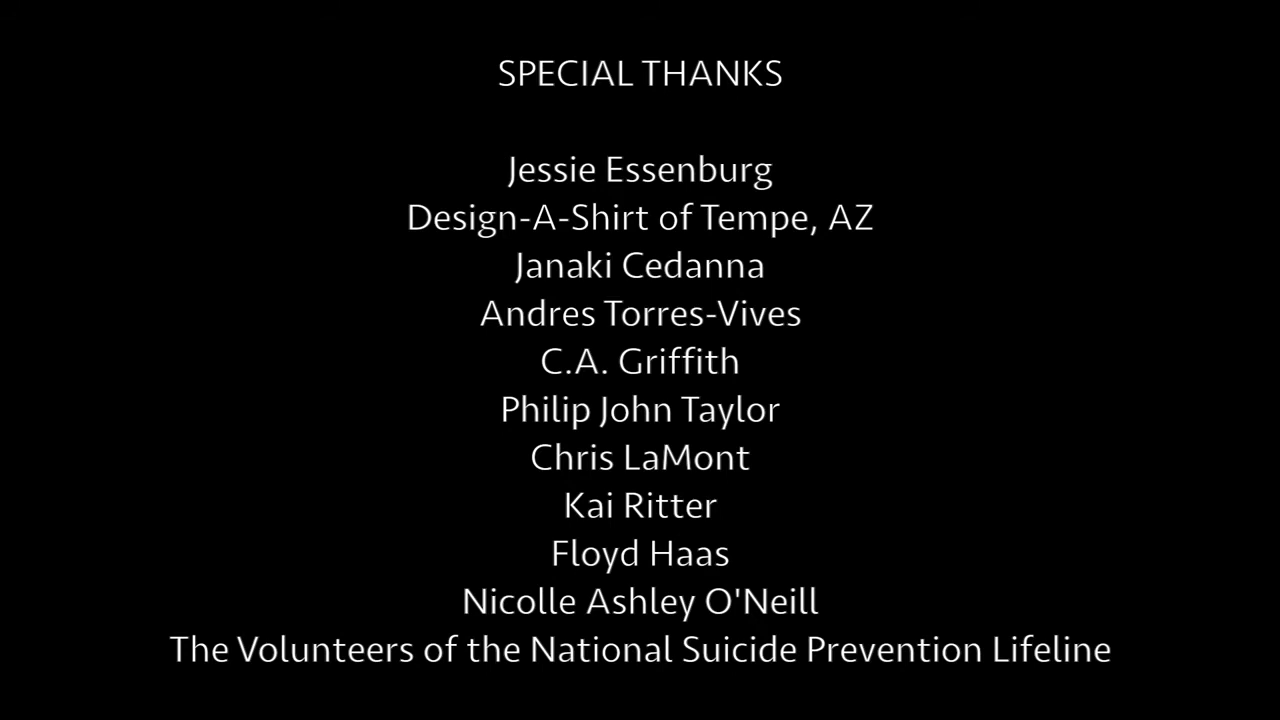 SPECIAL THANKS
Jessie Essenburg
Design-A-Shirt of Tempe, AZ
Janaki Cedanna
Andres Torres-Vives
C.A. Griffith
Philip John Taylor
Chris LaMont
Kai Ritter
Floyd Haas
Nicolle Ashley O'Neill
The Volunteers of the National Suicide Prevention Lifeline